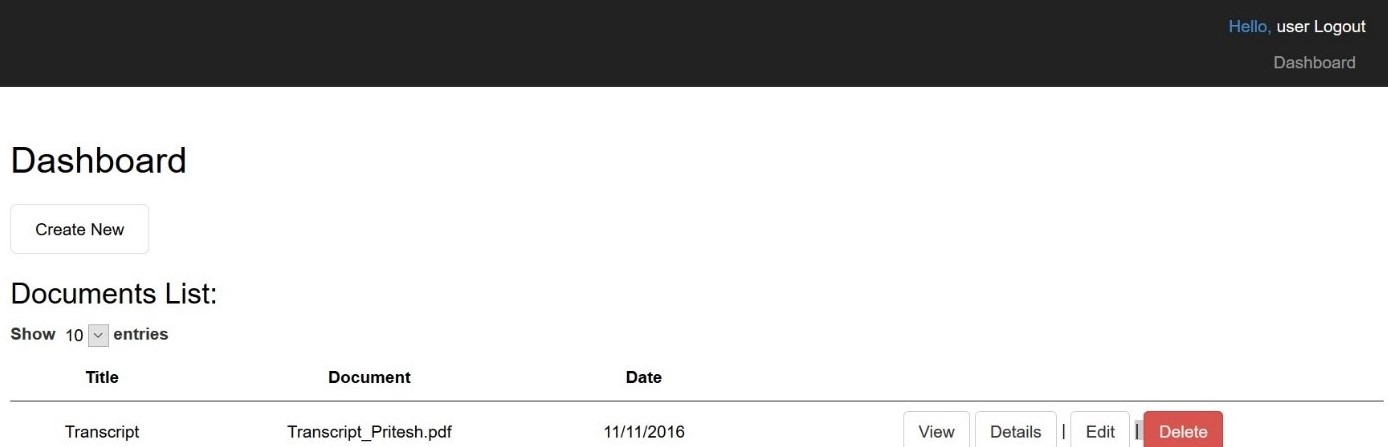 Hello, user Logout
Dashboard
Dashboard
Create New
Documents List:
Show 10 entries
Title Document Date
Transcript Transcript_Pritesh.pdf 11/11/2016 View Details | Edit | Delete